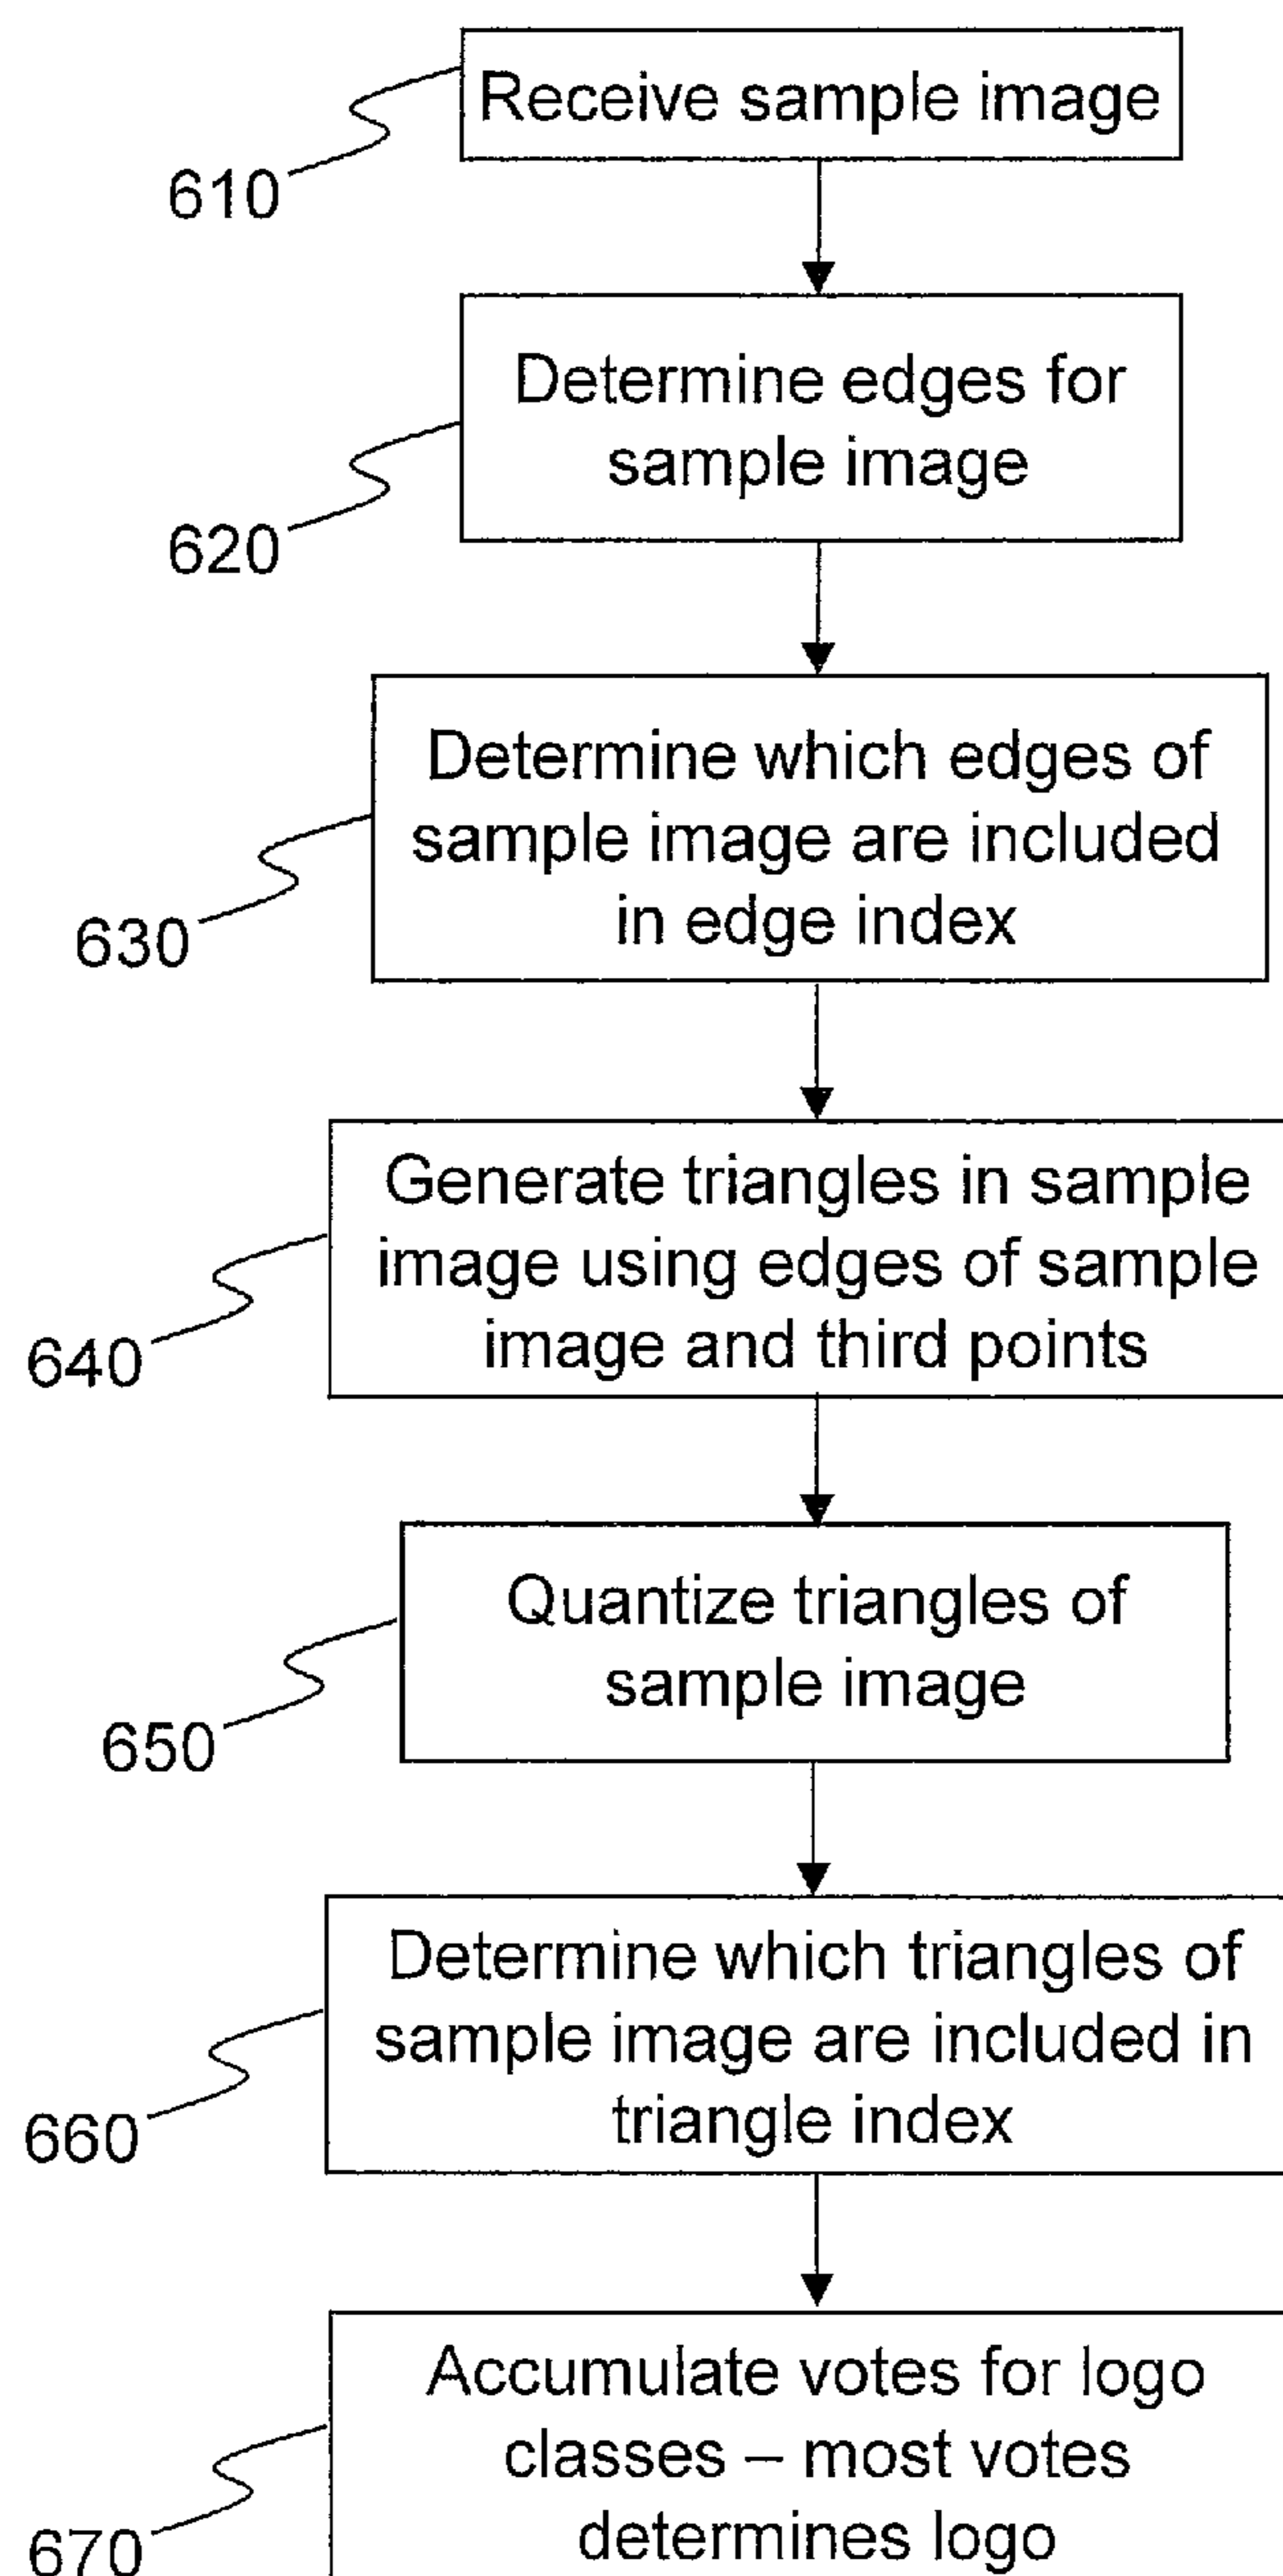 Receive sample image
610
Determine edges for
sample image
620
Determine which edges of
sample image are included
in edge index
630
Generate triangles in sample
image using edges of sample
image and third points
640
Quantize triangles of
sample image
650
Determine which triangles of
sample image are included in
triangle index
660
Accumulate votes for logo
classes – most votes
determines logo
670